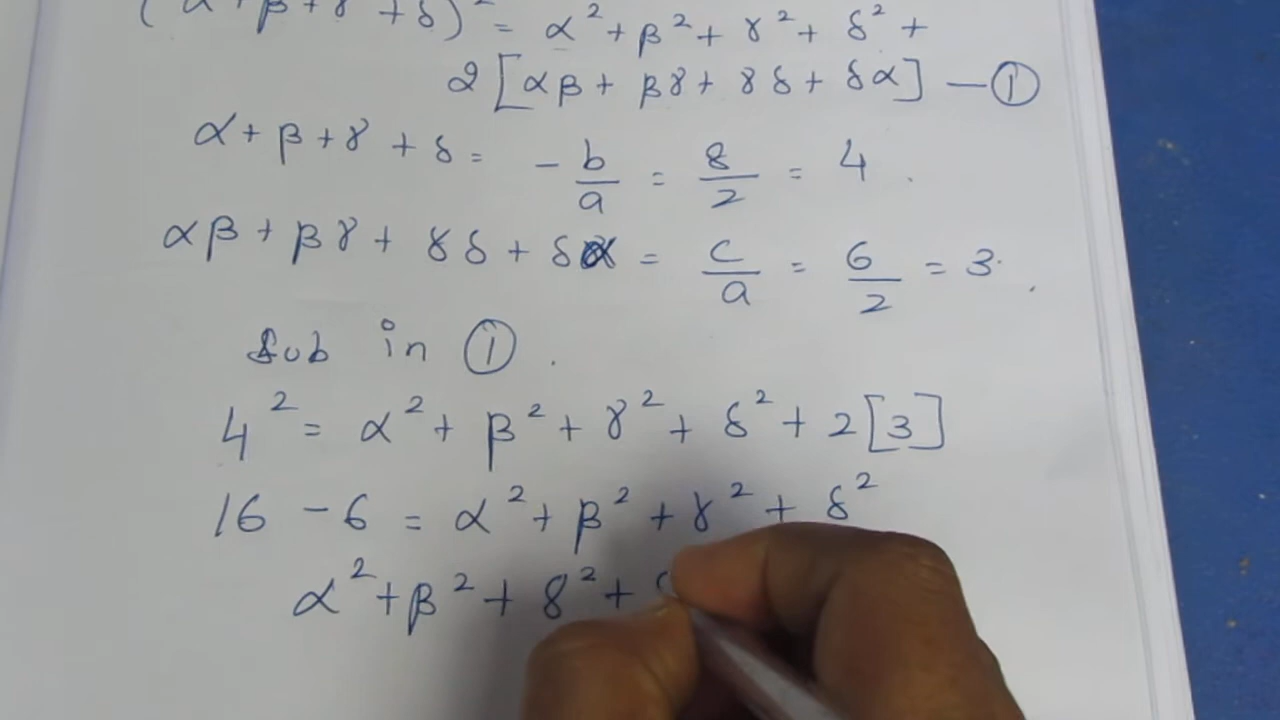 (α + β + γ + δ)² = α² + β² + γ² + δ² +
2 [αβ + βγ + γδ + δα] — ①
α + β + γ + δ = - b/a = 8/2 = 4 .
αβ + βγ + γδ + δα = c/a = 6/2 = 3 .
Sub in ① .
4² = α² + β² + γ² + δ² + 2 [3]
16 - 6 = α² + β² + γ² + δ²
α² + β² + γ² +